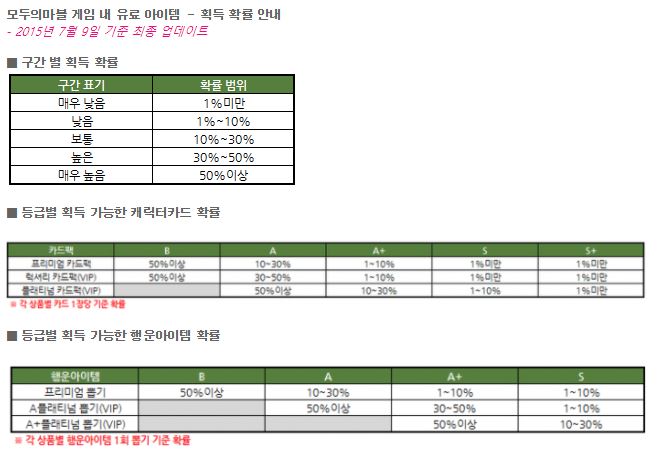 모두의마블 게임 내 유료 아이템 - 획득 확률 안내
- 2015년 7월 9일 기준 최종 업데이트
■ 구간 별 획득 확률
구간 표기 확률 범위
매우 낮음 1%미만
낮음 1%~10%
보통 10%~30%
높은 30%~50%
매우 높음 50%이상
■ 등급별 획득 가능한 캐릭터카드 확률
카드팩 B A A+ S S+
프리미엄 카드팩 50%이상 10~30% 1~10% 1%미만 1%미만
럭셔리 카드팩(VIP) 50%이상 30~50% 1~10% 1%미만 1%미만
플래티넘 카드팩(VIP) 50%이상 10~30% 1~10% 1%미만
※ 각 상품별 카드 1장당 기준 확률
■ 등급별 획득 가능한 행운아이템 확률
행운아이템 B A A+ S
프리미엄 뽑기 50%이상 10~30% 1~10% 1~10%
A플래티넘 뽑기(VIP) 50%이상 30~50% 1~10%
A+플래티넘 뽑기(VIP) 50%이상 10~30%
※ 각 상품별 행운아이템 1회 뽑기 기준 확률